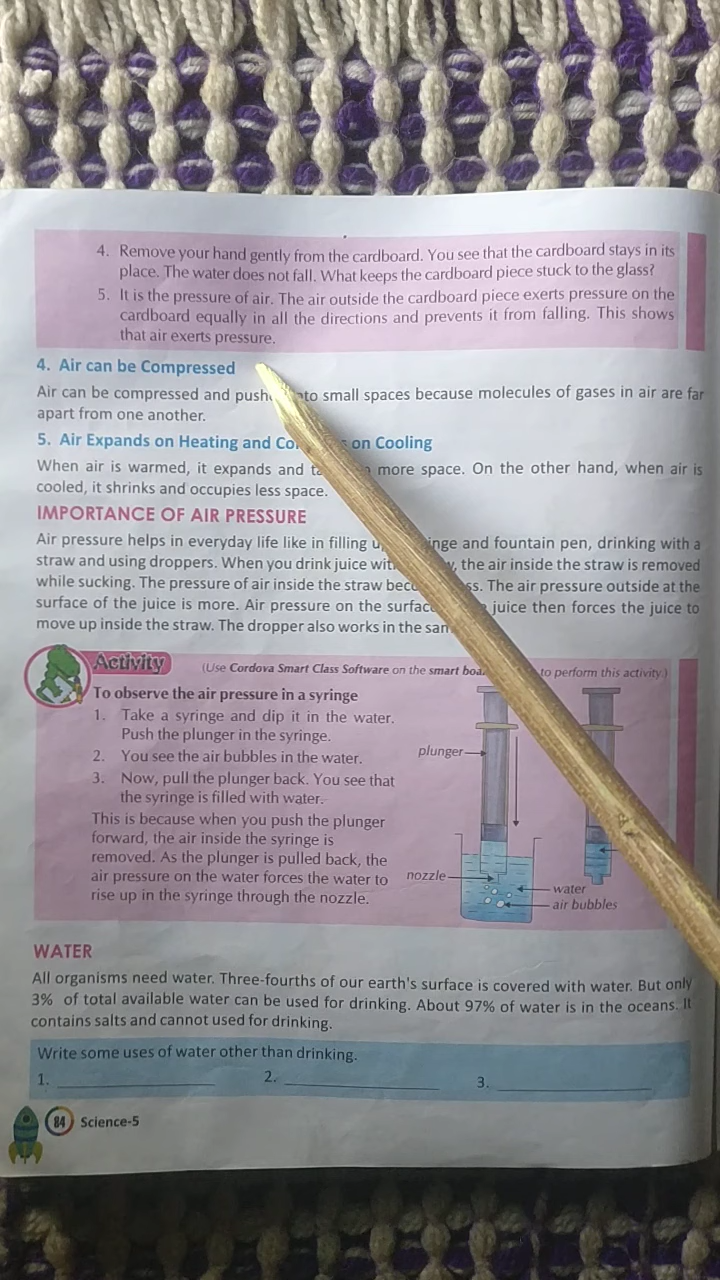 4. Remove your hand gently from the cardboard. You see that the cardboard stays in its
place. The water does not fall. What keeps the cardboard piece stuck to the glass?
5. It is the pressure of air. The air outside the cardboard piece exerts pressure on the
cardboard equally in all the directions and prevents it from falling. This shows
that air exerts pressure.
4. Air can be Compressed
Air can be compressed and small spaces because molecules of gases in air are far
apart from one another.
5. Air Expands on Heating and on Cooling
When air is warmed, it expands and more space. On the other hand, when air is
cooled, it shrinks and occupies less space.
IMPORTANCE OF AIR PRESSURE
Air pressure helps in everyday life like in filling and fountain pen, drinking with a
straw and using droppers. When you drink juice the air inside the straw is removed
while sucking. The pressure of air inside the straw The air pressure outside at the
surface of the juice is more. Air pressure on the juice then forces the juice to
move up inside the straw. The dropper also works in the
Activity
(Use Cordova Smart Class Software on the smart to perform this activity.)
To observe the air pressure in a syringe
1. Take a syringe and dip it in the water.
Push the plunger in the syringe.
2. You see the air bubbles in the water.
3. Now, pull the plunger back. You see that
the syringe is filled with water.
This is because when you push the plunger
forward, the air inside the syringe is
removed. As the plunger is pulled back, the
air pressure on the water forces the water to
rise up in the syringe through the nozzle.
plunger
nozzle
water
air bubbles
WATER
All organisms need water. Three-fourths of our earth's surface is covered with water. But only
3% of total available water can be used for drinking. About 97% of water is in the oceans. It
contains salts and cannot used for drinking.
Write some uses of water other than drinking.
1. 2. 3.
84 Science-5